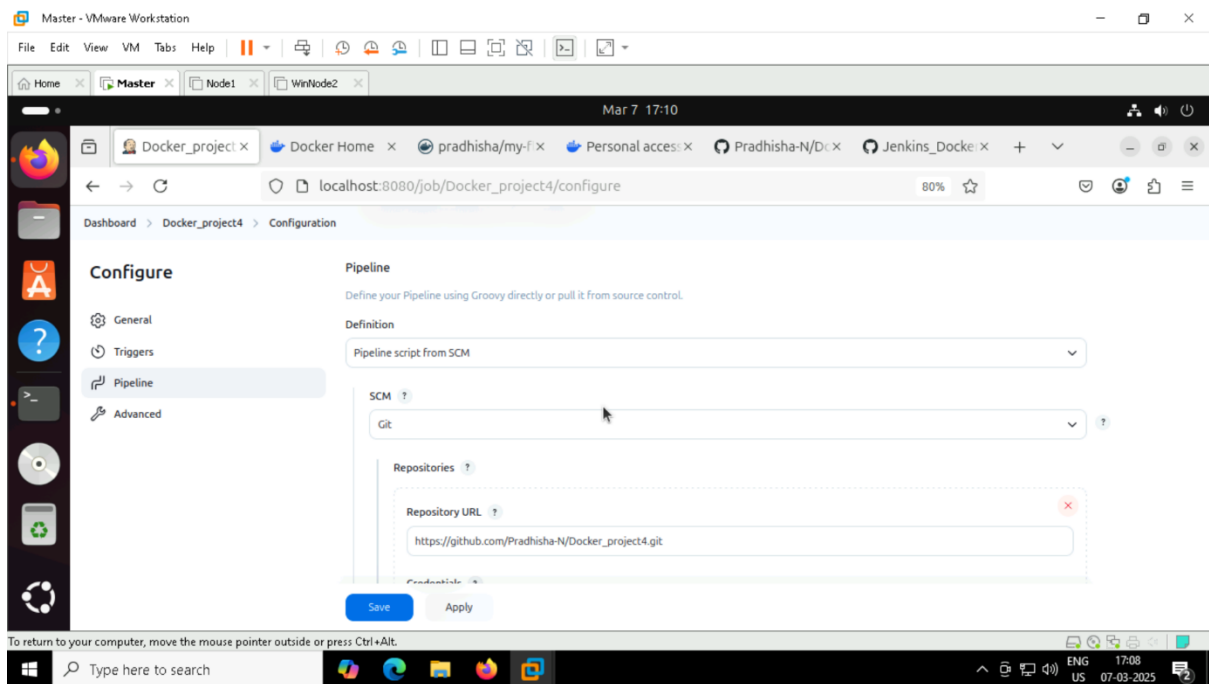 Master - VMware Workstation
File Edit View VM Tabs Help
Home Master Node1 WinNode2
Mar 7 17:10
Docker_project Docker Home pradhisha/my-f Personal access Pradhisha-N/Do Jenkins_Docker
localhost:8080/job/Docker_project4/configure 80%
Dashboard > Docker_project4 > Configuration
Configure
General
Triggers
Pipeline
Advanced
Pipeline
Define your Pipeline using Groovy directly or pull it from source control.
Definition
Pipeline script from SCM
SCM ?
Git
?
Repositories ?
Repository URL ?
https://github.com/Pradhisha-N/Docker_project4.git
Credentials ?
Save Apply
To return to your computer, move the mouse pointer outside or press Ctrl+Alt.
Type here to search
ENG
US
17:08
07-03-2025
2